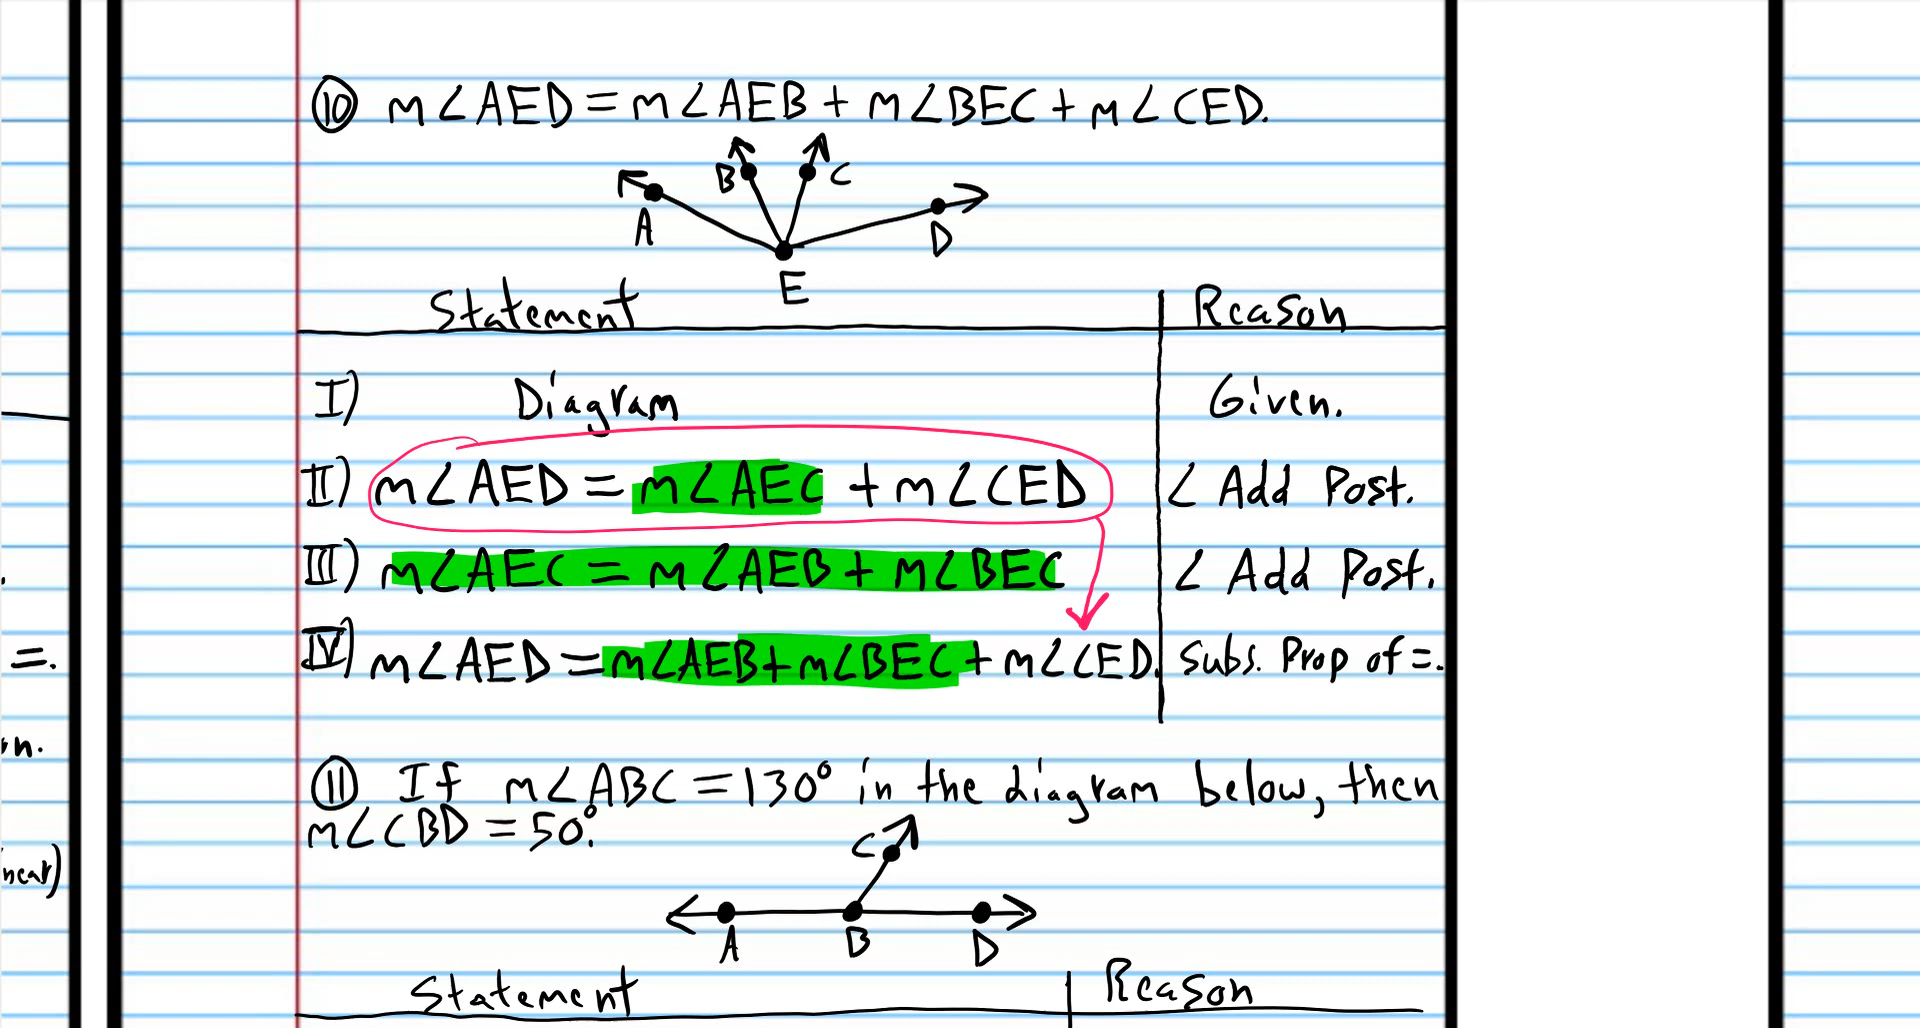 ⑩ m∠AED = m∠AEB + m∠BEC + m∠CED.
B C
A D
E
Statement Reason
I) Diagram Given.
II) m∠AED = m∠AEC + m∠CED ∠ Add Post.
III) m∠AEC = m∠AEB + m∠BEC ∠ Add Post.
IV) m∠AED = m∠AEB + m∠BEC + m∠CED. Subs. Prop of =.
=.
⑪ If m∠ABC = 130° in the diagram below, then
m∠CBD = 50°.
C
A B D
Statement Reason